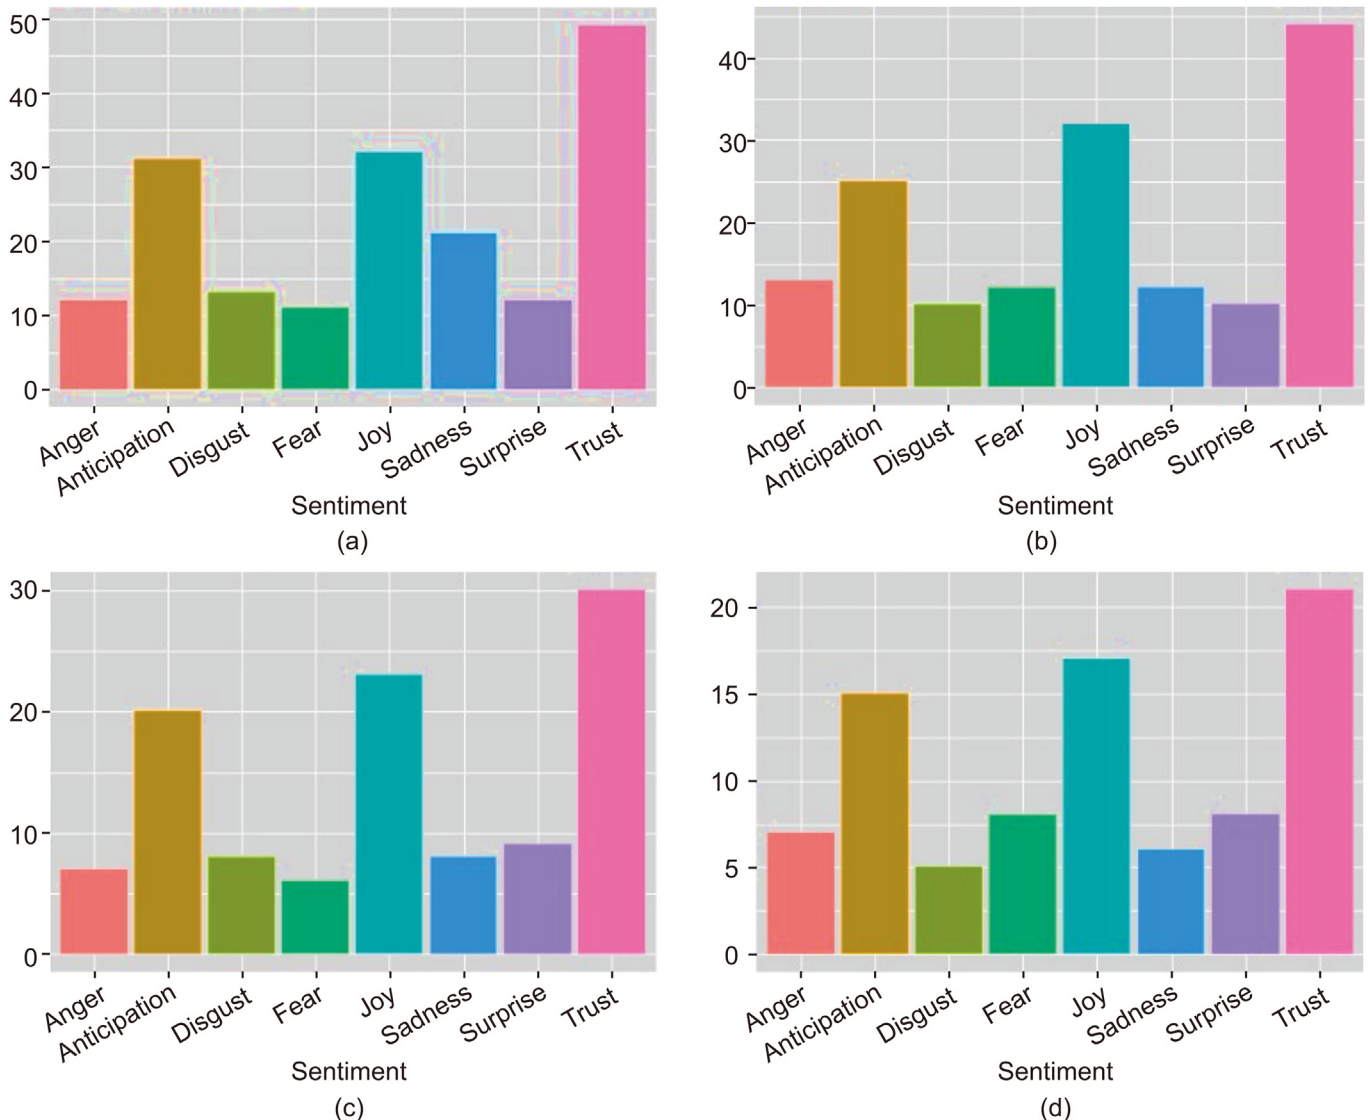 50
40
30
20
10
0
Anger
Anticipation
Disgust
Fear
Joy
Sadness
Surprise
Trust
Sentiment
(a)
40
30
20
10
0
Anger
Anticipation
Disgust
Fear
Joy
Sadness
Surprise
Trust
Sentiment
(b)
30
20
10
0
Anger
Anticipation
Disgust
Fear
Joy
Sadness
Surprise
Trust
Sentiment
(c)
20
15
10
5
0
Anger
Anticipation
Disgust
Fear
Joy
Sadness
Surprise
Trust
Sentiment
(d)